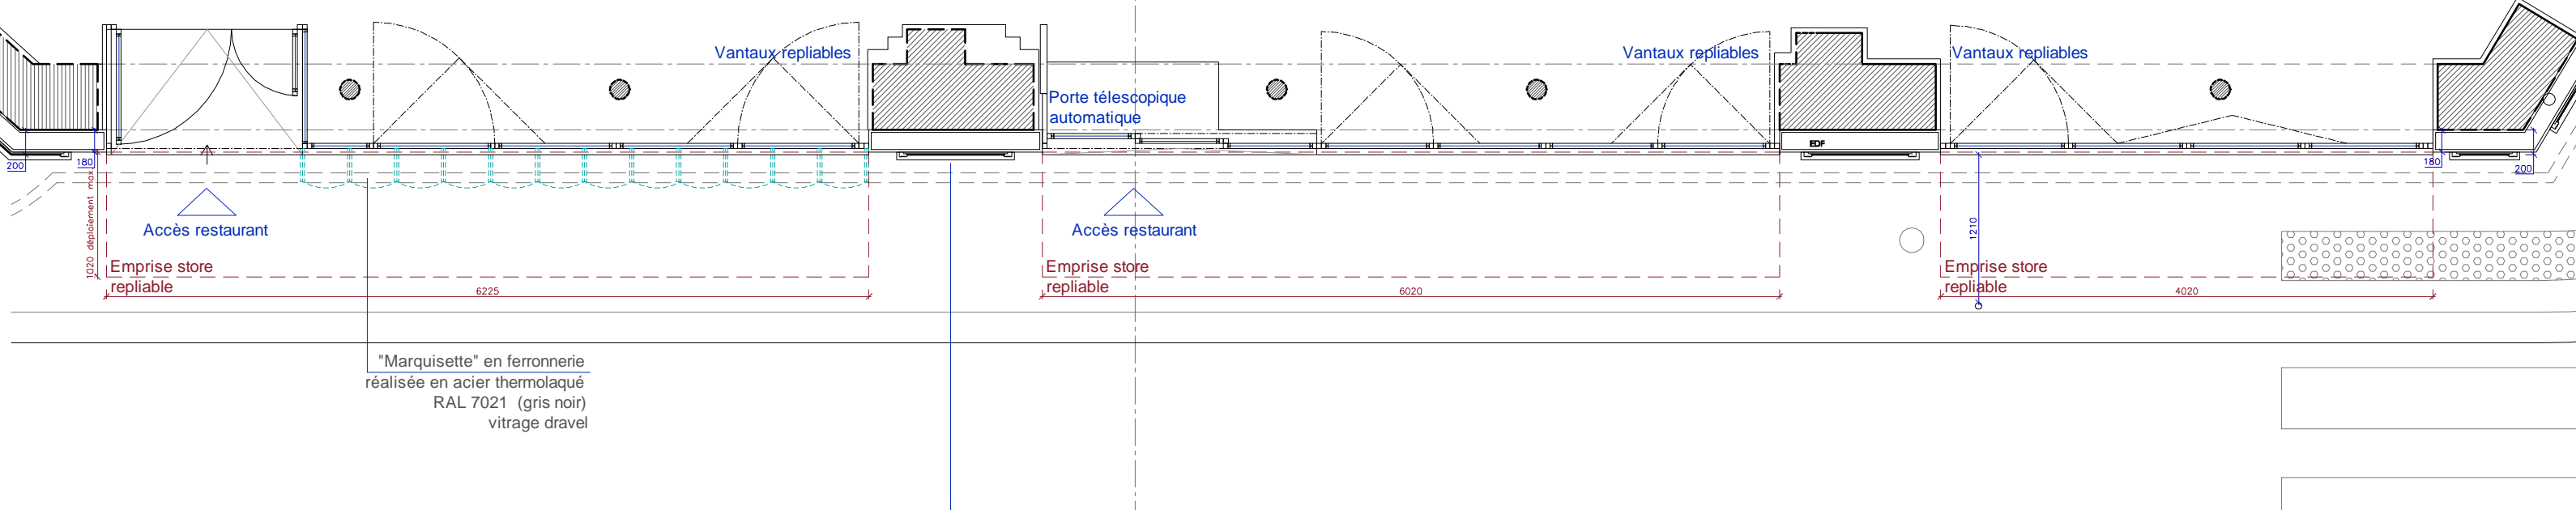 Vantaux repliables
Vantaux repliables
Vantaux repliables
Porte télescopique
automatique
EDF
200
180
180
200
1020 déploiement max.
1210
Accès restaurant
Accès restaurant
Emprise store
repliable
Emprise store
repliable
Emprise store
repliable
6225
6020
4020
"Marquisette" en ferronnerie
réalisée en acier thermolaqué
RAL 7021 (gris noir)
vitrage dravel